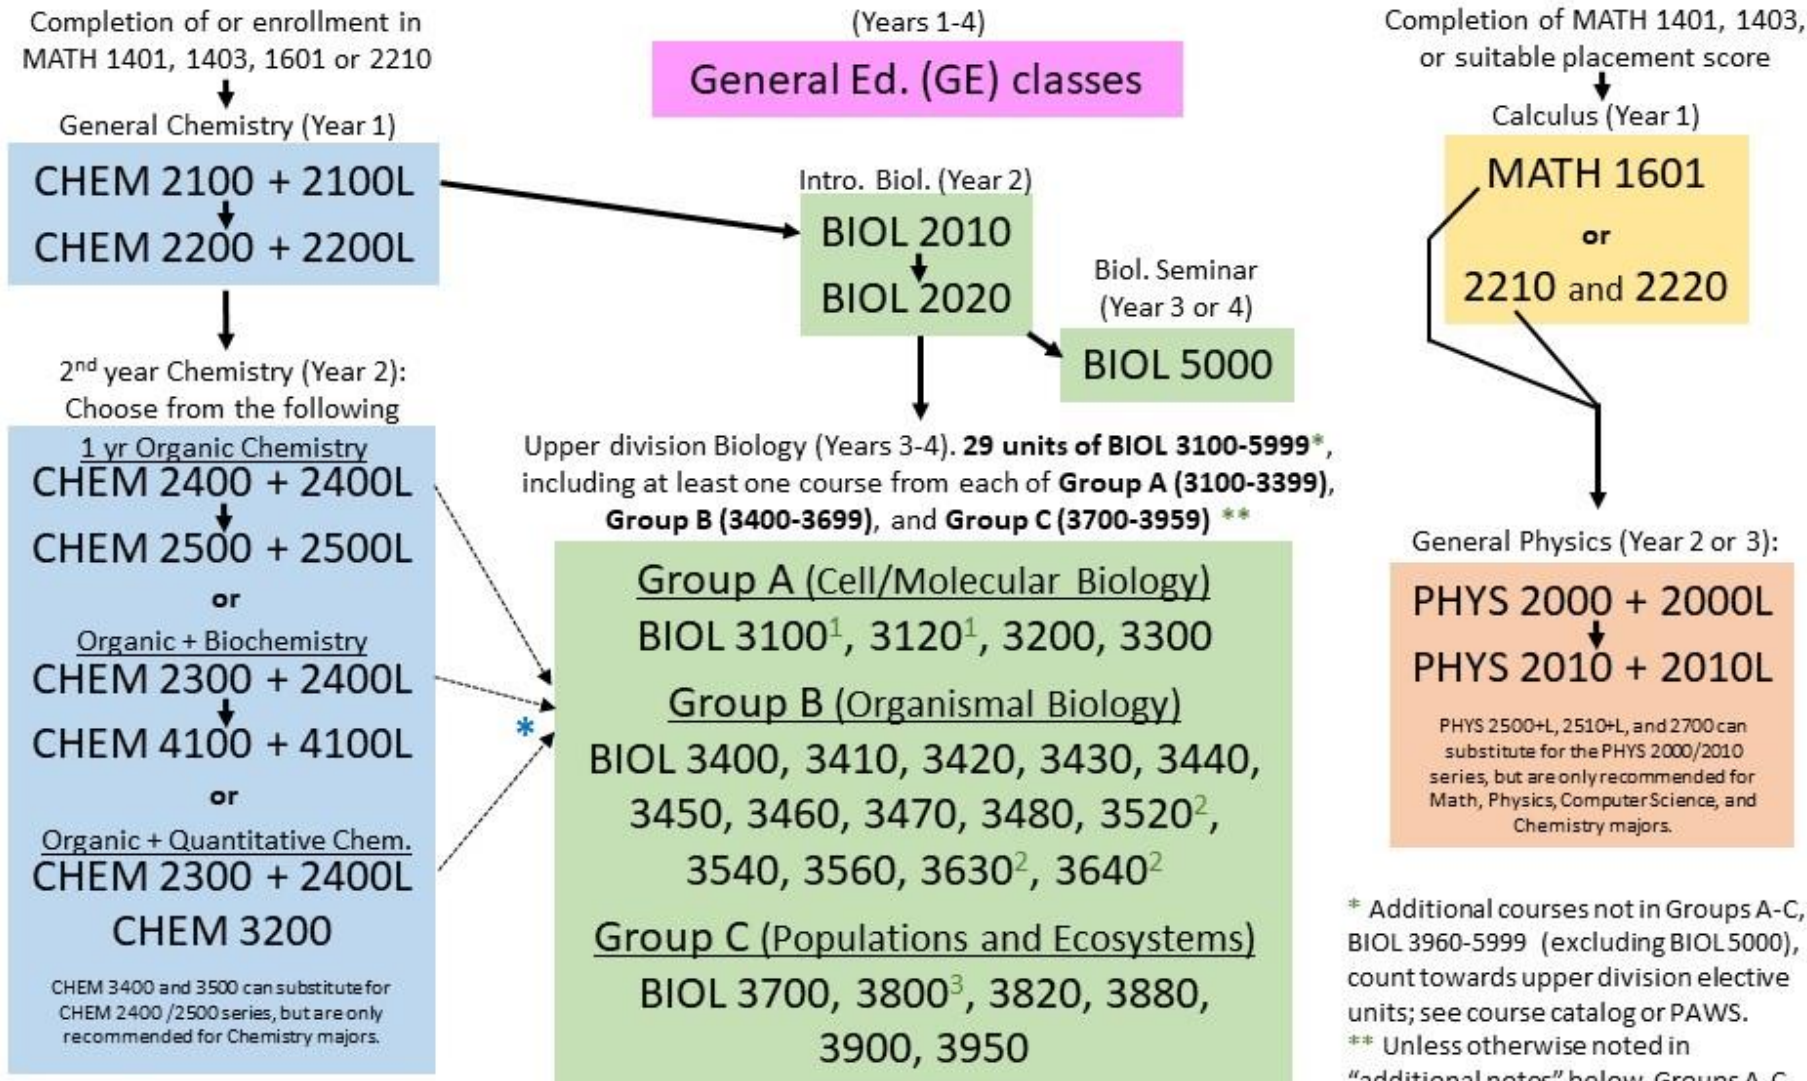 Completion of or enrollment in
MATH 1401, 1403, 1601 or 2210
General Chemistry (Year 1)
CHEM 2100 + 2100L
CHEM 2200 + 2200L
2nd year Chemistry (Year 2):
Choose from the following
1 yr Organic Chemistry
CHEM 2400 + 2400L
CHEM 2500 + 2500L
or
Organic + Biochemistry
CHEM 2300 + 2400L
CHEM 4100 + 4100L
or
Organic + Quantitative Chem.
CHEM 2300 + 2400L
CHEM 3200
CHEM 3400 and 3500 can substitute for
CHEM 2400 /2500 series, but are only
recommended for Chemistry majors.
(Years 1-4)
General Ed. (GE) classes
Intro. Biol. (Year 2)
BIOL 2010
BIOL 2020
Biol. Seminar
(Year 3 or 4)
BIOL 5000
Upper division Biology (Years 3-4). 29 units of BIOL 3100-5999*,
including at least one course from each of Group A (3100-3399),
Group B (3400-3699), and Group C (3700-3959) **
*
Group A (Cell/Molecular Biology)
BIOL 3100¹, 3120¹, 3200, 3300
Group B (Organismal Biology)
BIOL 3400, 3410, 3420, 3430, 3440,
3450, 3460, 3470, 3480, 3520²,
3540, 3560, 3630², 3640²
Group C (Populations and Ecosystems)
BIOL 3700, 3800³, 3820, 3880,
3900, 3950
Completion of MATH 1401, 1403,
or suitable placement score
Calculus (Year 1)
MATH 1601
or
2210 and 2220
General Physics (Year 2 or 3):
PHYS 2000 + 2000L
PHYS 2010 + 2010L
PHYS 2500+L, 2510+L, and 2700 can
substitute for the PHYS 2000/2010
series, but are only recommended for
Math, Physics, Computer Science, and
Chemistry majors.
* Additional courses not in Groups A-C,
BIOL 3960-5999 (excluding BIOL 5000),
count towards upper division elective
units; see course catalog or PAWS.
** Unless otherwise noted in
"additional notes" below, Groups A-C